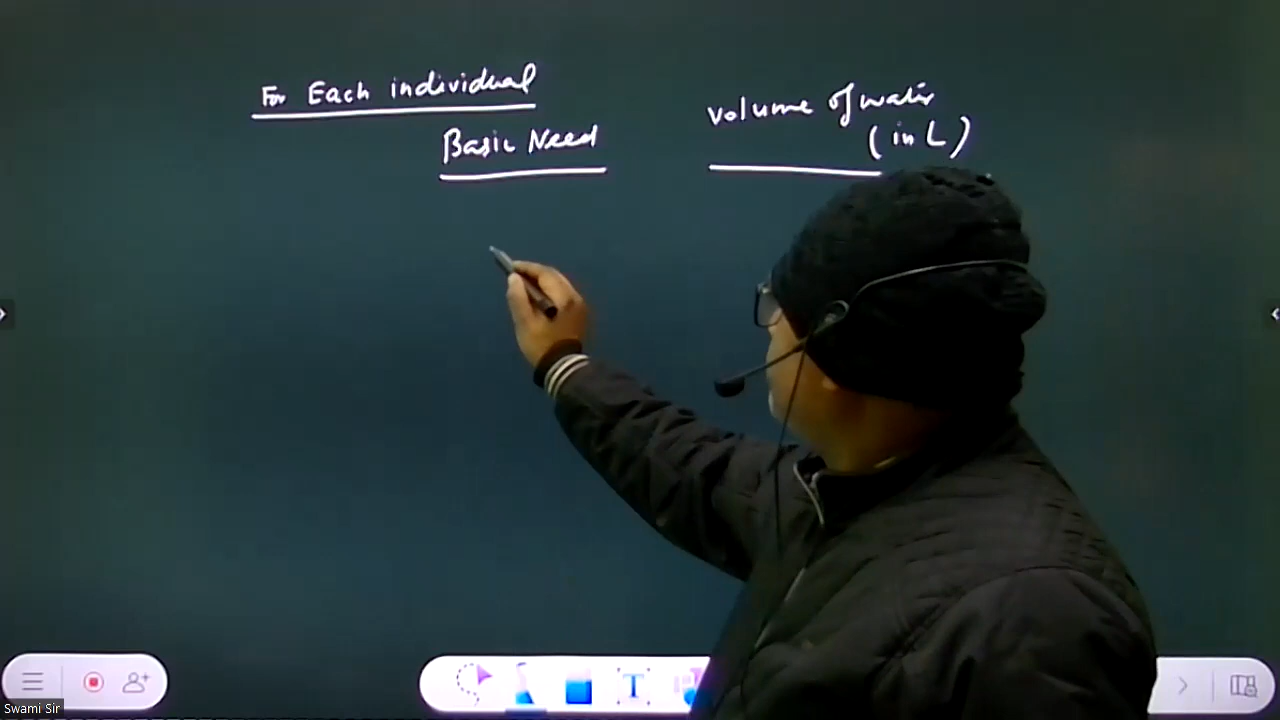 For Each individual
Basic Need
volume of water
(in L)
T
Swami Sir